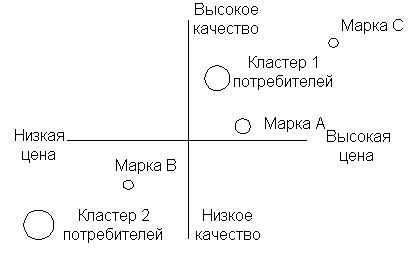 Высокое
качество
Марка С
Кластер 1
потребителей
Марка А
Низкая
цена
Высокая
цена
Марка В
Кластер 2
потребителей
Низкое
качество